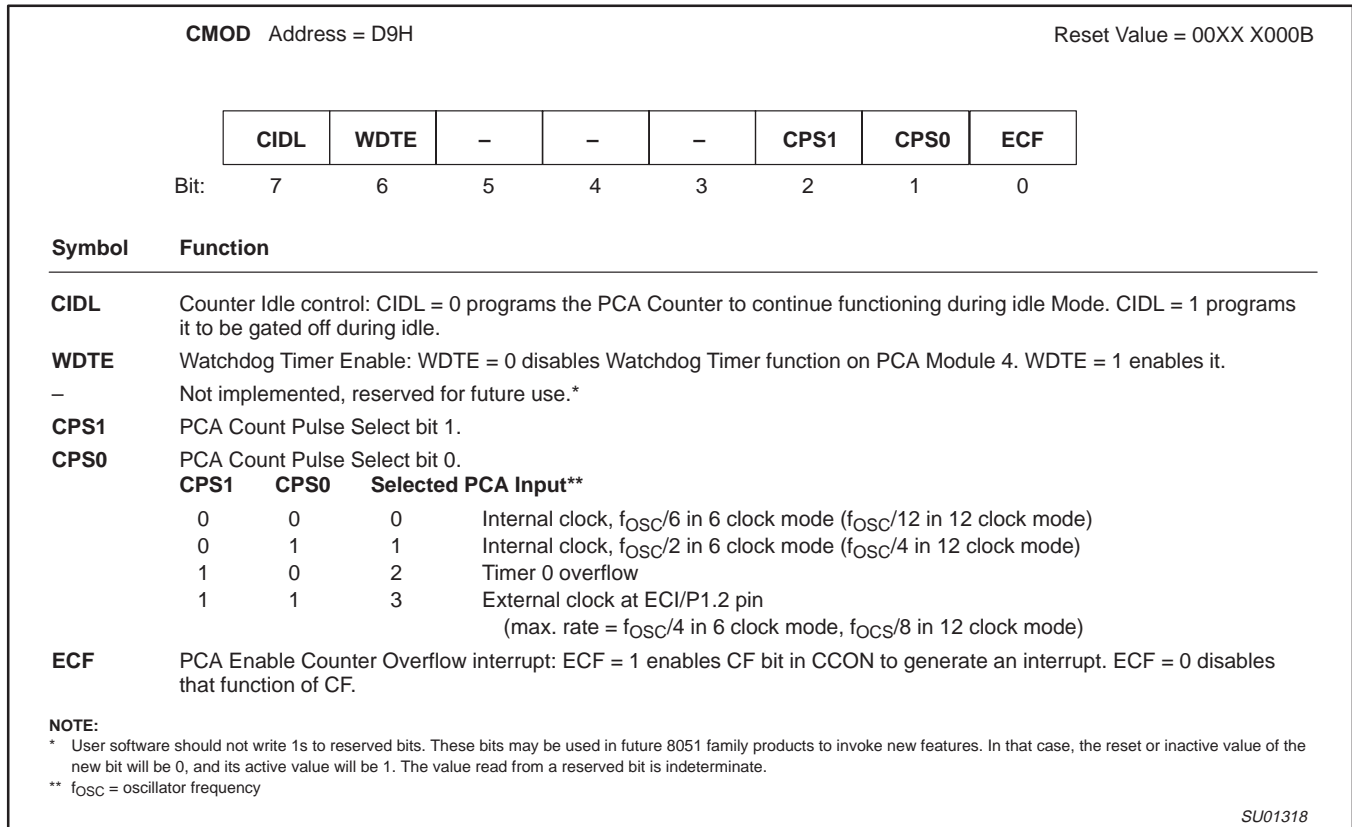 CMOD Address = D9H Reset Value = 00XX X000B
CIDL WDTE – – – CPS1 CPS0 ECF
Bit: 7 6 5 4 3 2 1 0
Symbol Function
CIDL Counter Idle control: CIDL = 0 programs the PCA Counter to continue functioning during idle Mode. CIDL = 1 programs
it to be gated off during idle.
WDTE Watchdog Timer Enable: WDTE = 0 disables Watchdog Timer function on PCA Module 4. WDTE = 1 enables it.
– Not implemented, reserved for future use.*
CPS1 PCA Count Pulse Select bit 1.
CPS0 PCA Count Pulse Select bit 0.
CPS1 CPS0 Selected PCA Input**
0 0 0 Internal clock, fOSC/6 in 6 clock mode (fOSC/12 in 12 clock mode)
0 1 1 Internal clock, fOSC/2 in 6 clock mode (fOSC/4 in 12 clock mode)
1 0 2 Timer 0 overflow
1 1 3 External clock at ECI/P1.2 pin
(max. rate = fOSC/4 in 6 clock mode, fOCS/8 in 12 clock mode)
ECF PCA Enable Counter Overflow interrupt: ECF = 1 enables CF bit in CCON to generate an interrupt. ECF = 0 disables
that function of CF.
NOTE:
* User software should not write 1s to reserved bits. These bits may be used in future 8051 family products to invoke new features. In that case, the reset or inactive value of the
new bit will be 0, and its active value will be 1. The value read from a reserved bit is indeterminate.
** fOSC = oscillator frequency
SU01318